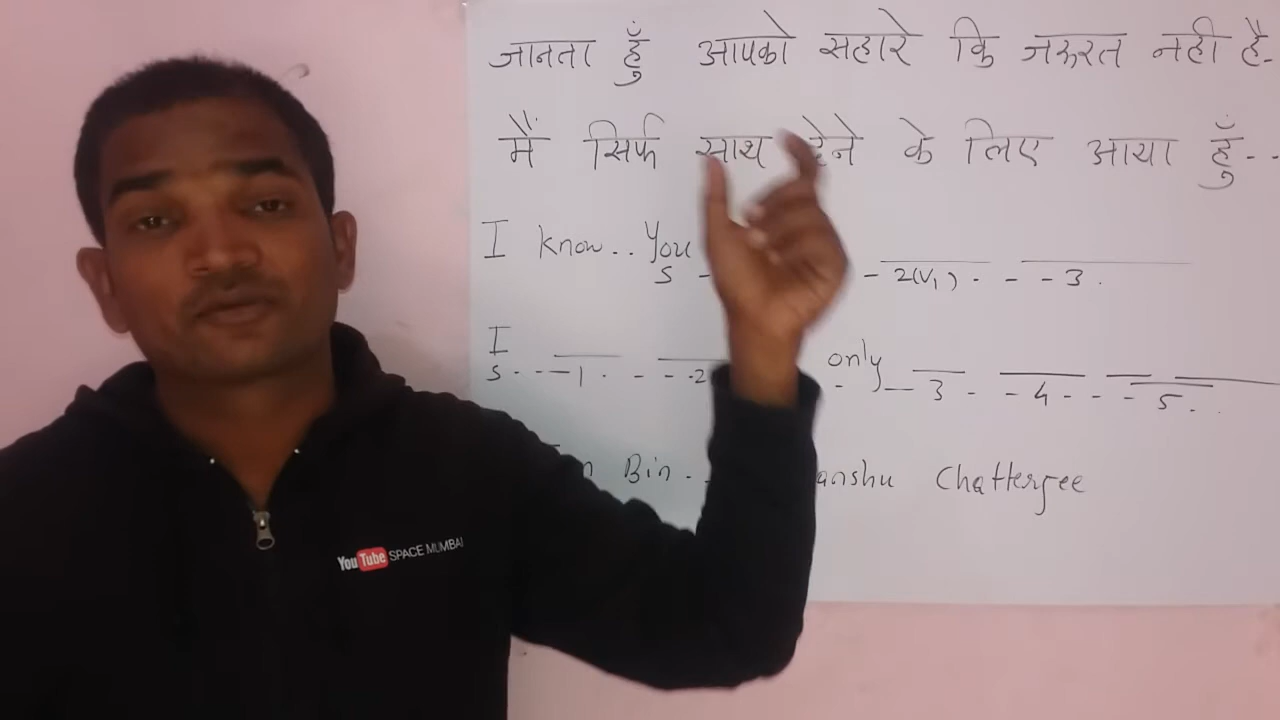 जानता हुँ आपको सहारे कि जरूरत नही है-
मैं सिर्फ साथ देने के लिए आया हुँ--
I know.. You
S - - 2(V₁) - - - 3 .
I only
S - - - 1 . - - - 2 - - 3 - - 4 - - - 5 . .
Bin - Chatterjee
YouTube SPACE MUMBAI